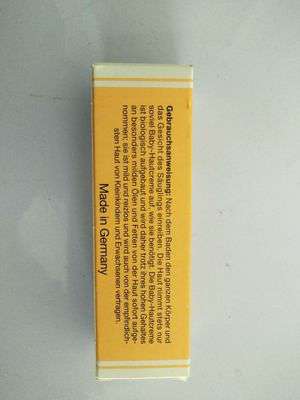 Gebrauchsanweisung: Nach dem Baden den ganzen Körper und
das Gesicht des Säuglings einreiben. Die Haut nimmt stets nur
soviel Baby-Hautcreme auf, wie sie benötigt. Die Baby-Hautcreme
ist biologisch aufgebaut und wird daher trotz ihres hohen Gehaltes
an besonders milden Ölen und Fetten von der Haut sofort aufge-
nommen; sie ist mild und reizlos und wird auch von der empfindlich-
sten Haut von Kleinkindern und Erwachsenen vertragen.
Made in Germany